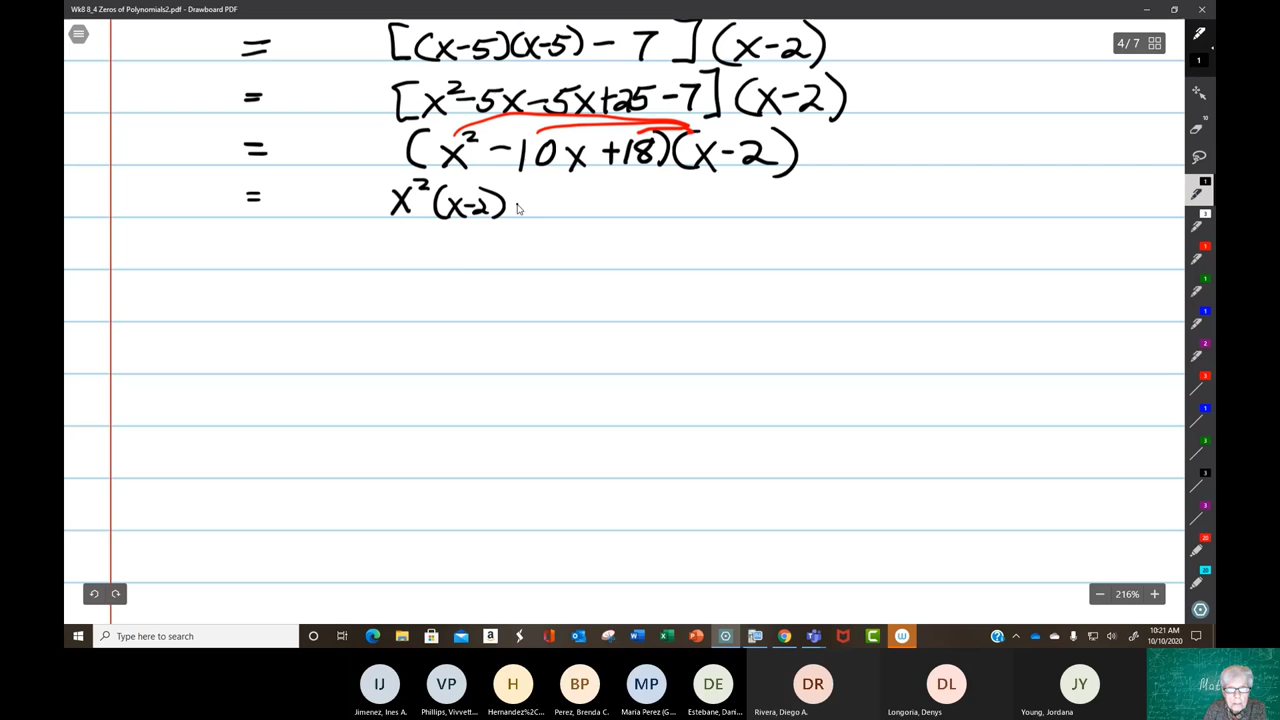 Wk8 8_4 Zeros of Polynomials2.pdf - Drawboard PDF
4/7
= [(x-5)(x-5) - 7](x-2)
= [x²-5x-5x+25-7](x-2)
= (x²-10x+18)(x-2)
= x²(x-2)
216%
Type here to search
10:21 AM
10/10/2020
IJ VP H BP MP DE DR DL JY
Jimenez, Ines A. Phillips, Vivvett... Hernandez%2C... Perez, Brenda C. Maria Perez (G... Estebane, Dani... Rivera, Diego A. Longoria, Denys Young, Jordana